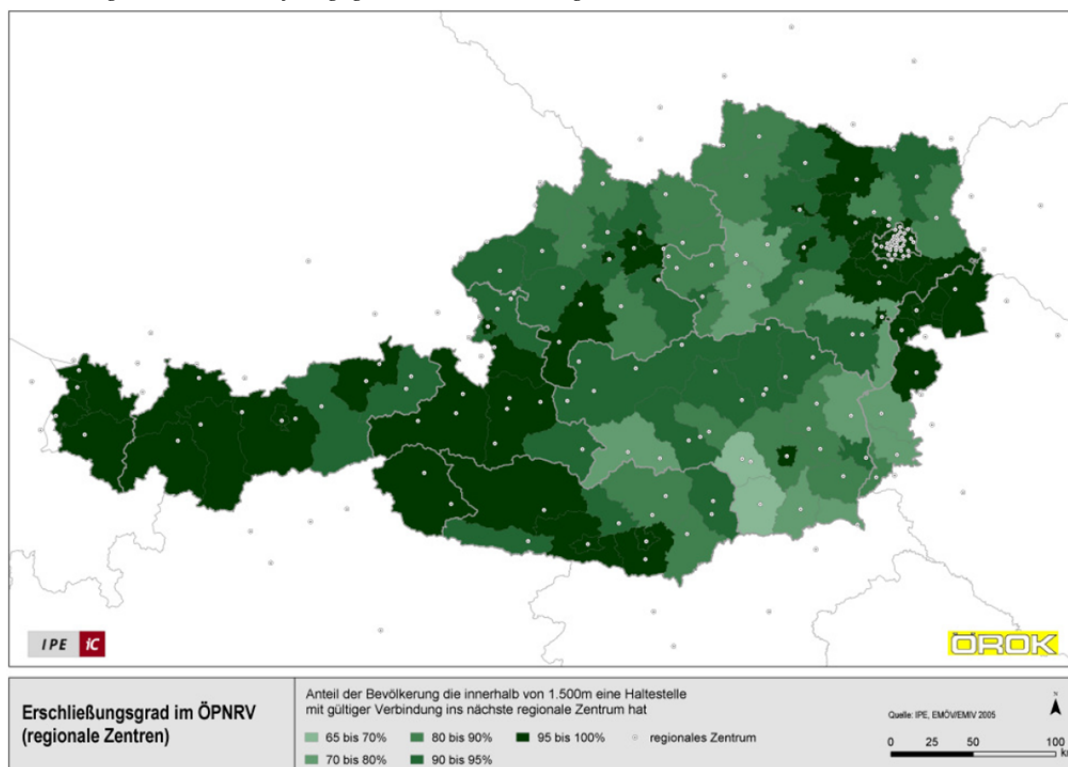 IPE iC
ÖROK
Erschließungsgrad im ÖPNRV
(regionale Zentren)
Anteil der Bevölkerung die innerhalb von 1.500m eine Haltestelle
mit gültiger Verbindung ins nächste regionale Zentrum hat
65 bis 70% 80 bis 90% 95 bis 100% regionales Zentrum
70 bis 80% 90 bis 95%
Quelle: IPE, EMÖV/EMIV 2005
N
0 25 50 100
km